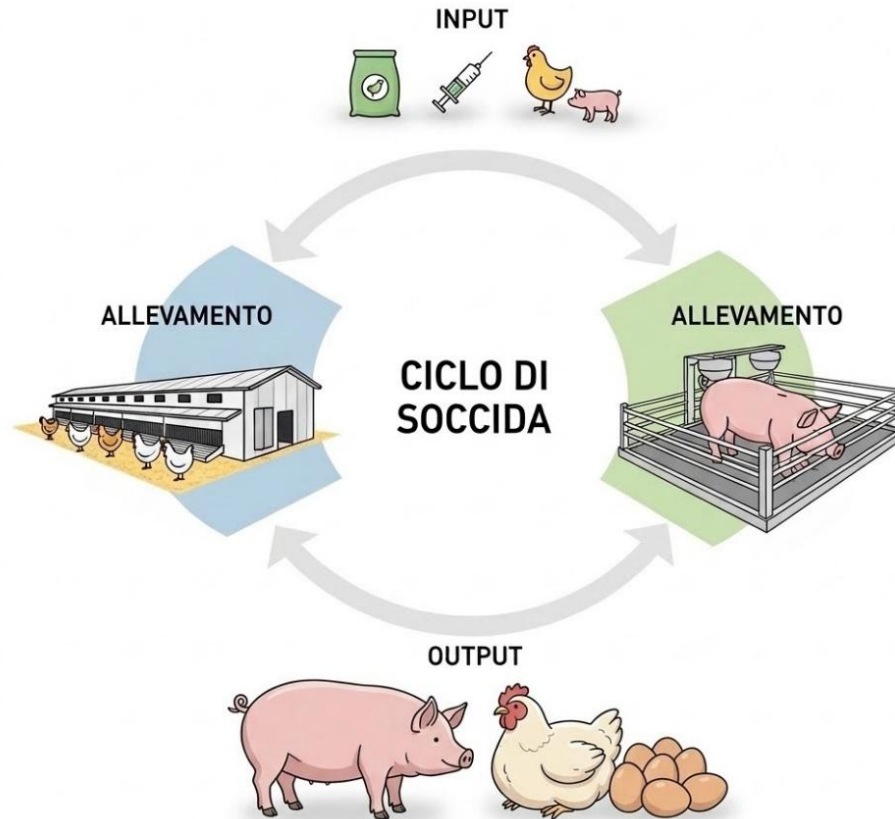 INPUT
ALLEVAMENTO
ALLEVAMENTO
CICLO DI
SOCCIDA
OUTPUT